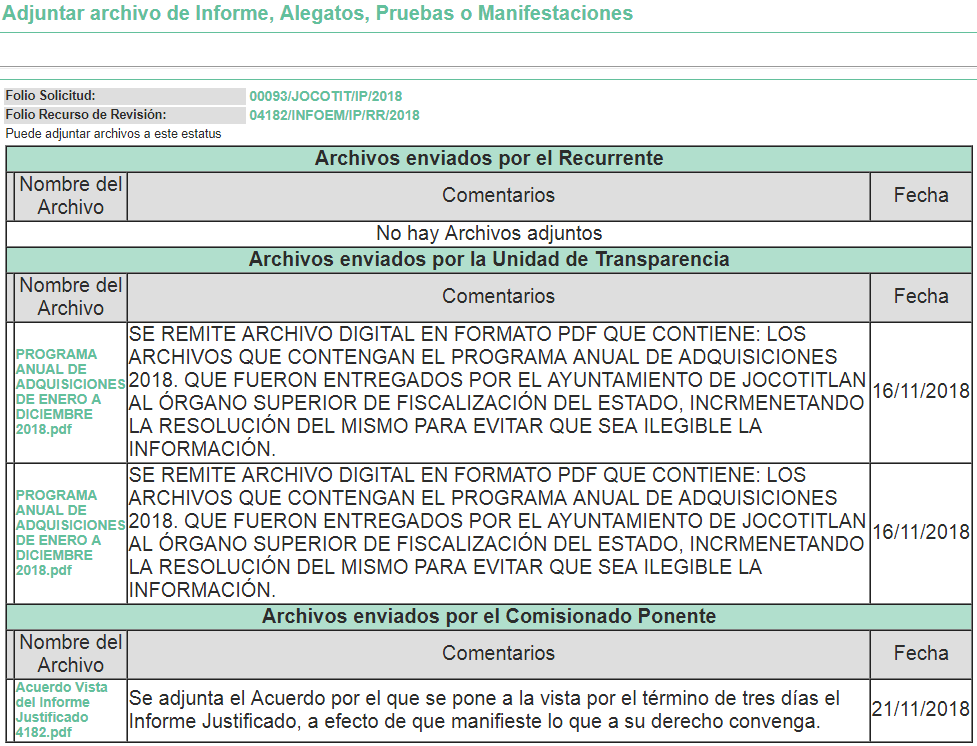 Adjuntar archivo de Informe, Alegatos, Pruebas o Manifestaciones
Folio Solicitud: 00093/JOCOTIT/IP/2018
Folio Recurso de Revisión: 04182/INFOEM/IP/RR/2018
Puede adjuntar archivos a este estatus
Archivos enviados por el Recurrente
Nombre del
Archivo
Comentarios
Fecha
No hay Archivos adjuntos
Archivos enviados por la Unidad de Transparencia
Nombre del
Archivo
Comentarios
Fecha
PROGRAMA
ANUAL DE
ADQUISICIONES
DE ENERO A
DICIEMBRE
2018.pdf
SE REMITE ARCHIVO DIGITAL EN FORMATO PDF QUE CONTIENE: LOS
ARCHIVOS QUE CONTENGAN EL PROGRAMA ANUAL DE ADQUISICIONES
2018. QUE FUERON ENTREGADOS POR EL AYUNTAMIENTO DE JOCOTITLAN
AL ÓRGANO SUPERIOR DE FISCALIZACIÓN DEL ESTADO, INCRMENETANDO
LA RESOLUCIÓN DEL MISMO PARA EVITAR QUE SEA ILEGIBLE LA
INFORMACIÓN.
16/11/2018
PROGRAMA
ANUAL DE
ADQUISICIONES
DE ENERO A
DICIEMBRE
2018.pdf
SE REMITE ARCHIVO DIGITAL EN FORMATO PDF QUE CONTIENE: LOS
ARCHIVOS QUE CONTENGAN EL PROGRAMA ANUAL DE ADQUISICIONES
2018. QUE FUERON ENTREGADOS POR EL AYUNTAMIENTO DE JOCOTITLAN
AL ÓRGANO SUPERIOR DE FISCALIZACIÓN DEL ESTADO, INCRMENETANDO
LA RESOLUCIÓN DEL MISMO PARA EVITAR QUE SEA ILEGIBLE LA
INFORMACIÓN.
16/11/2018
Archivos enviados por el Comisionado Ponente
Nombre del
Archivo
Comentarios
Fecha
Acuerdo Vista
del Informe
Justificado
4182.pdf
Se adjunta el Acuerdo por el que se pone a la vista por el término de tres días el
Informe Justificado, a efecto de que manifieste lo que a su derecho convenga.
21/11/2018